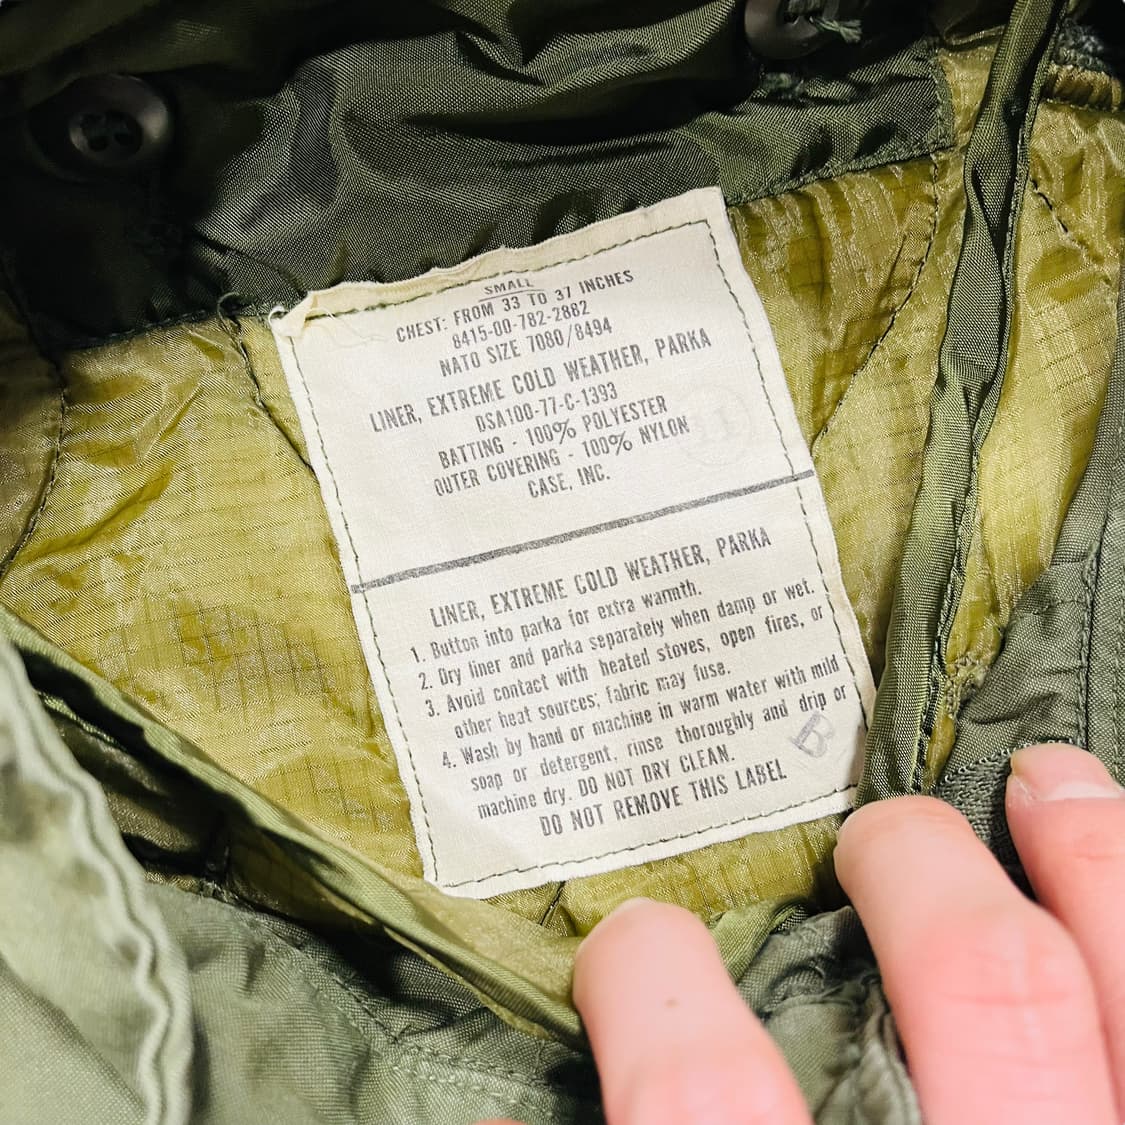 SMALL
CHEST: FROM 33 TO 37 INCHES
8415-00-782-2882
NATO SIZE 7080/8494
LINER, EXTREME COLD WEATHER, PARKA
DSA100-77-C-1393
BATTING - 100% POLYESTER
OUTER COVERING - 100% NYLON
CASE, INC.
LINER, EXTREME COLD WEATHER, PARKA
1. Button into parka for extra warmth.
2. Dry liner and parka separately when damp or wet.
3. Avoid contact with heated stoves, open fires, or
other heat sources; fabric may fuse.
4. Wash by hand or machine in warm water with mild
soap or detergent, rinse thoroughly and drip or
machine dry. DO NOT DRY CLEAN.
DO NOT REMOVE THIS LABEL
B